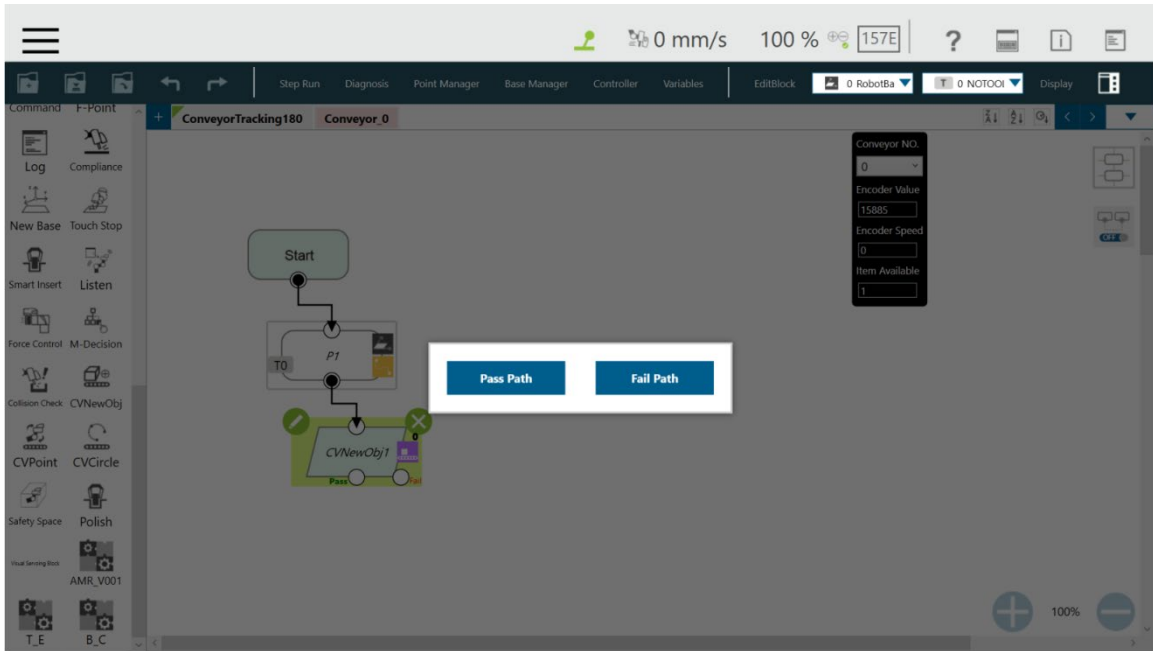 0 mm/s 100 % 157E ?
Step Run Diagnosis Point Manager Base Manager Controller Variables EditBlock 0 RobotBa T 0 NOTOOI Display
Command F-Point
+ ConveyorTracking180 Conveyor_0
Log Compliance
New Base Touch Stop
Smart Insert Listen
Force Control M-Decision
Collision Check CVNewObj
CVPoint CVCircle
Safety Space Polish
Visual Servoing Block AMR_V001
T_E B_C
Conveyor NO.
0
Encoder Value
15885
Encoder Speed
0
Item Available
1
OFF
Start
P1
T0
Pass Path Fail Path
0
CVNewObj1
Pass Fail
100%